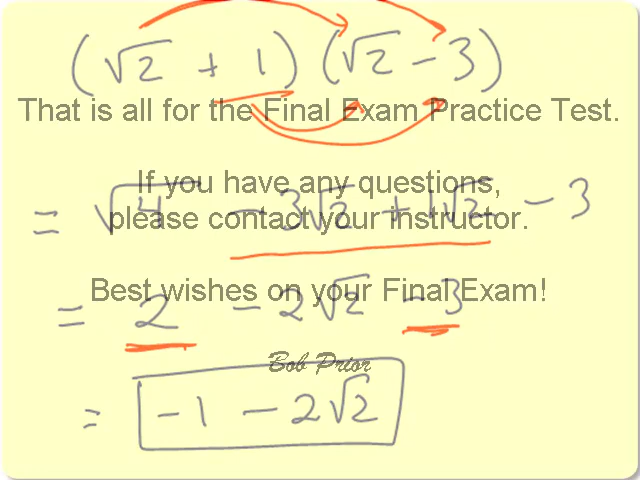 (√2 + 1)(√2 − 3)
That is all for the Final Exam Practice Test.
If you have any questions,
= √4 − 3√2 + 1√2 − 3
please contact your instructor.
Best wishes on your Final Exam!
= 2 − 2√2 − 3
Bob Prior
= −1 − 2√2